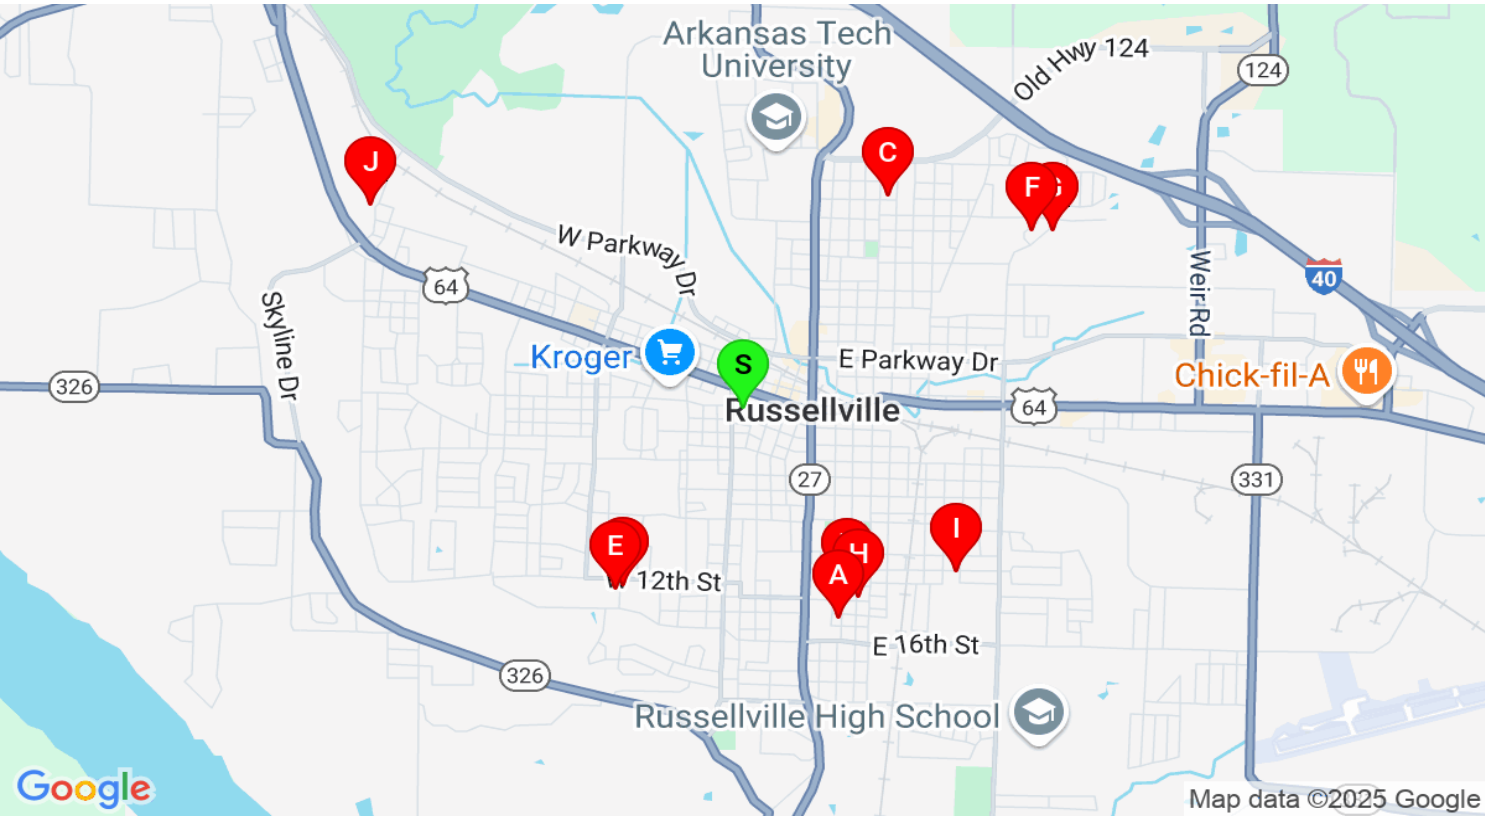 Arkansas Tech
University
Old Hwy 124
124
J
C
F
G
W Parkway Dr
64
Weir Rd
40
Skyline Dr
Kroger
S
E Parkway Dr
Chick-fil-A
326
Russellville
64
27
331
E
H
I
A
W 12th St
E 16th St
326
Russellville High School
Google
Map data ©2025 Google